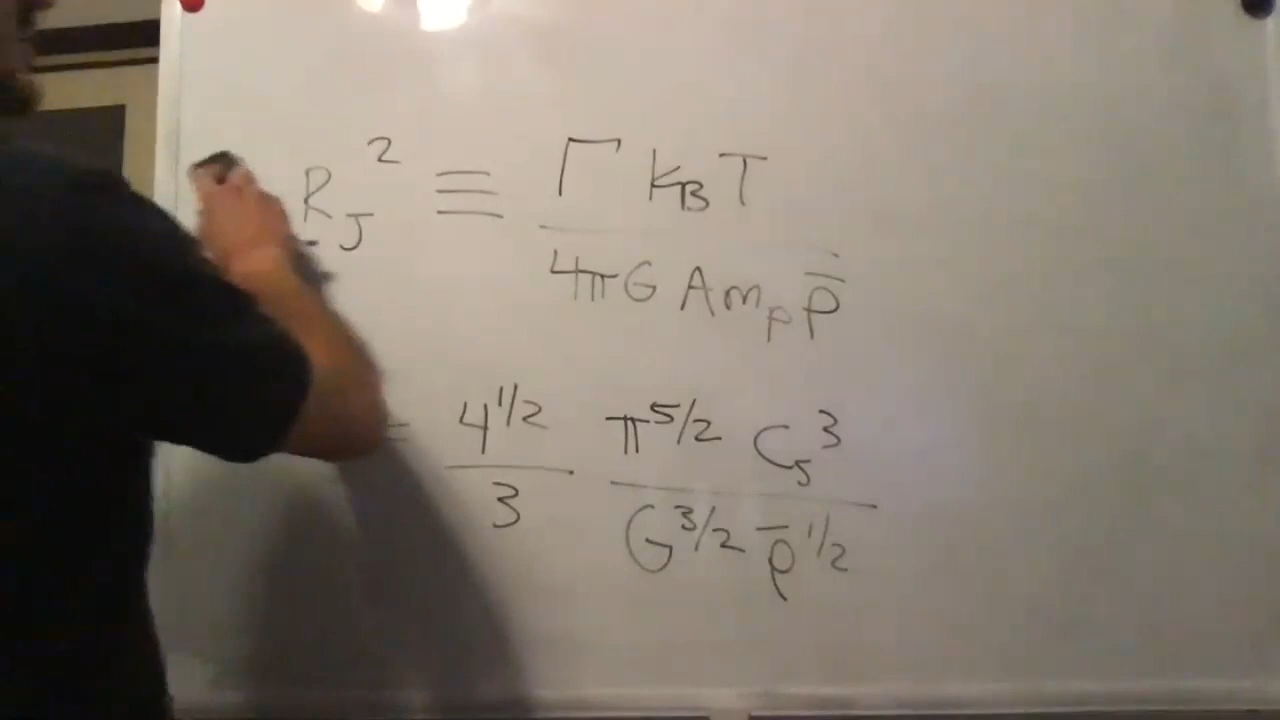 R_J^2 ≡ Γ k_B T / 4πG A m_p ρ̄
= 4^{1/2} / 3 π^{5/2} c_s^3 / G^{3/2} ρ̄^{1/2}